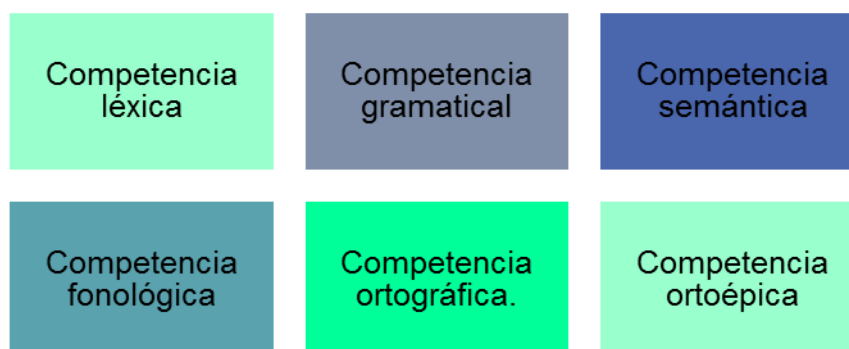 Competencia
léxica
Competencia
gramatical
Competencia
semántica
Competencia
fonológica
Competencia
ortográfica.
Competencia
ortoépica